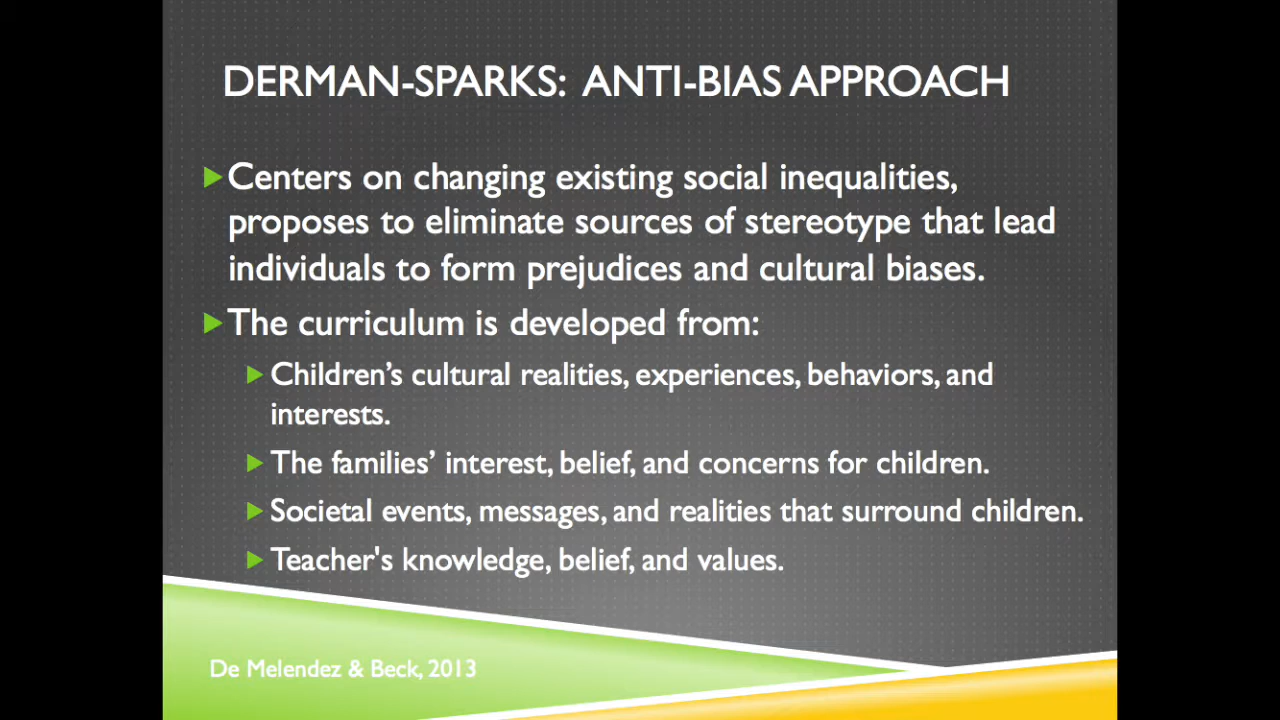 DERMAN-SPARKS: ANTI-BIAS APPROACH
Centers on changing existing social inequalities,
proposes to eliminate sources of stereotype that lead
individuals to form prejudices and cultural biases.
The curriculum is developed from:
Children’s cultural realities, experiences, behaviors, and
interests.
The families’ interest, belief, and concerns for children.
Societal events, messages, and realities that surround children.
Teacher's knowledge, belief, and values.
De Melendez & Beck, 2013